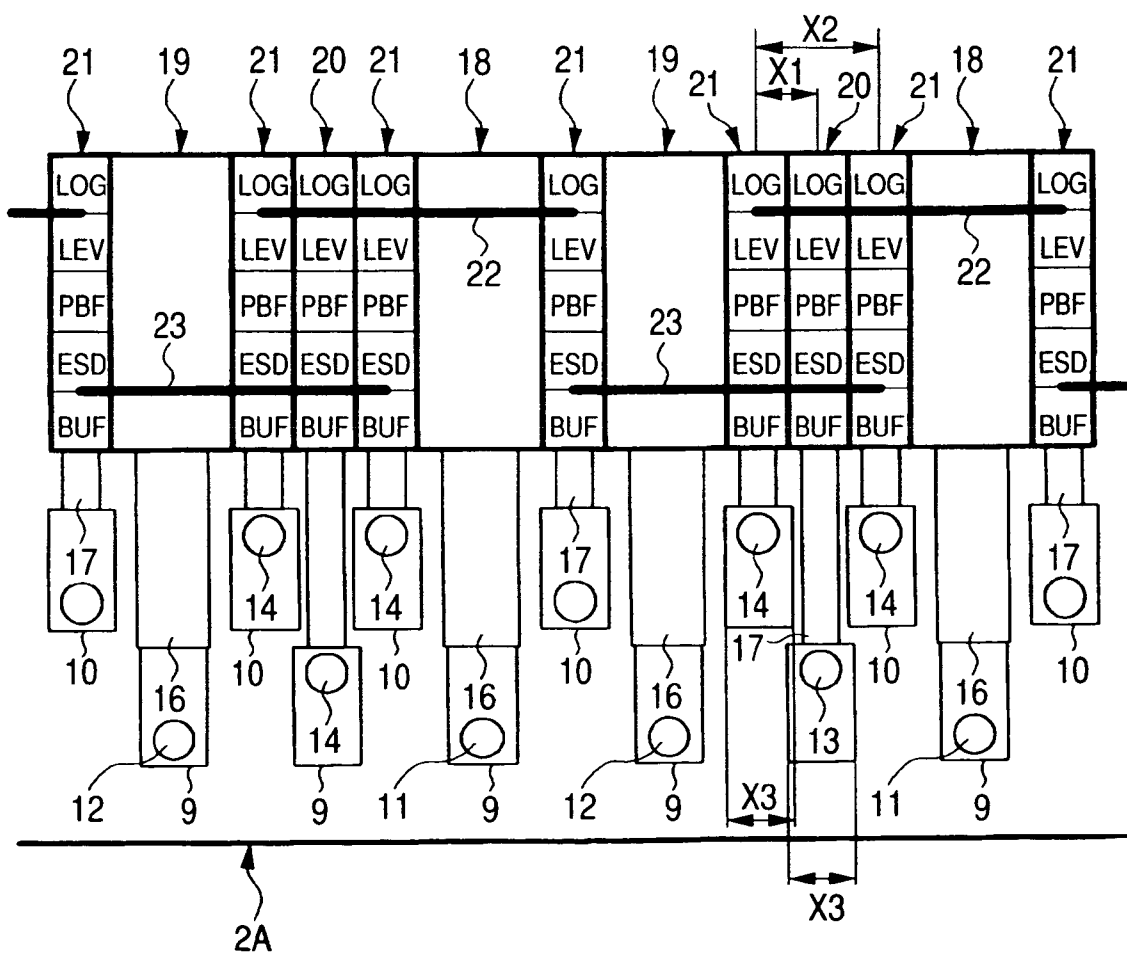 X2
X1
21 19 21 20 21 18 21 19 21 20 21 18 21
LOG LOG LOG LOG LOG LOG LOG LOG LOG
22 22
LEV LEV LEV LEV LEV LEV LEV LEV LEV
PBF PBF PBF PBF PBF PBF PBF PBF PBF
23 23
ESD ESD ESD ESD ESD ESD ESD ESD ESD
BUF BUF BUF BUF BUF BUF BUF BUF BUF
17 14 14 17 14 14 17
10 10 10 10 17 10 10
16 14 16 16 13 16
12 9 9 11 9 12 9 X3 11 9
X3
2A